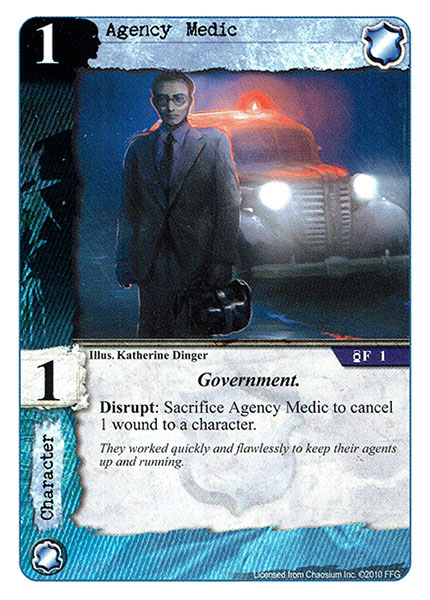 1
Agency Medic
Illus. Katherine Dinger
F 1
1
Government.
Disrupt: Sacrifice Agency Medic to cancel
1 wound to a character.
They worked quickly and flawlessly to keep their agents
up and running.
Character
Licensed from Chaosium Inc. ©2010 FFG